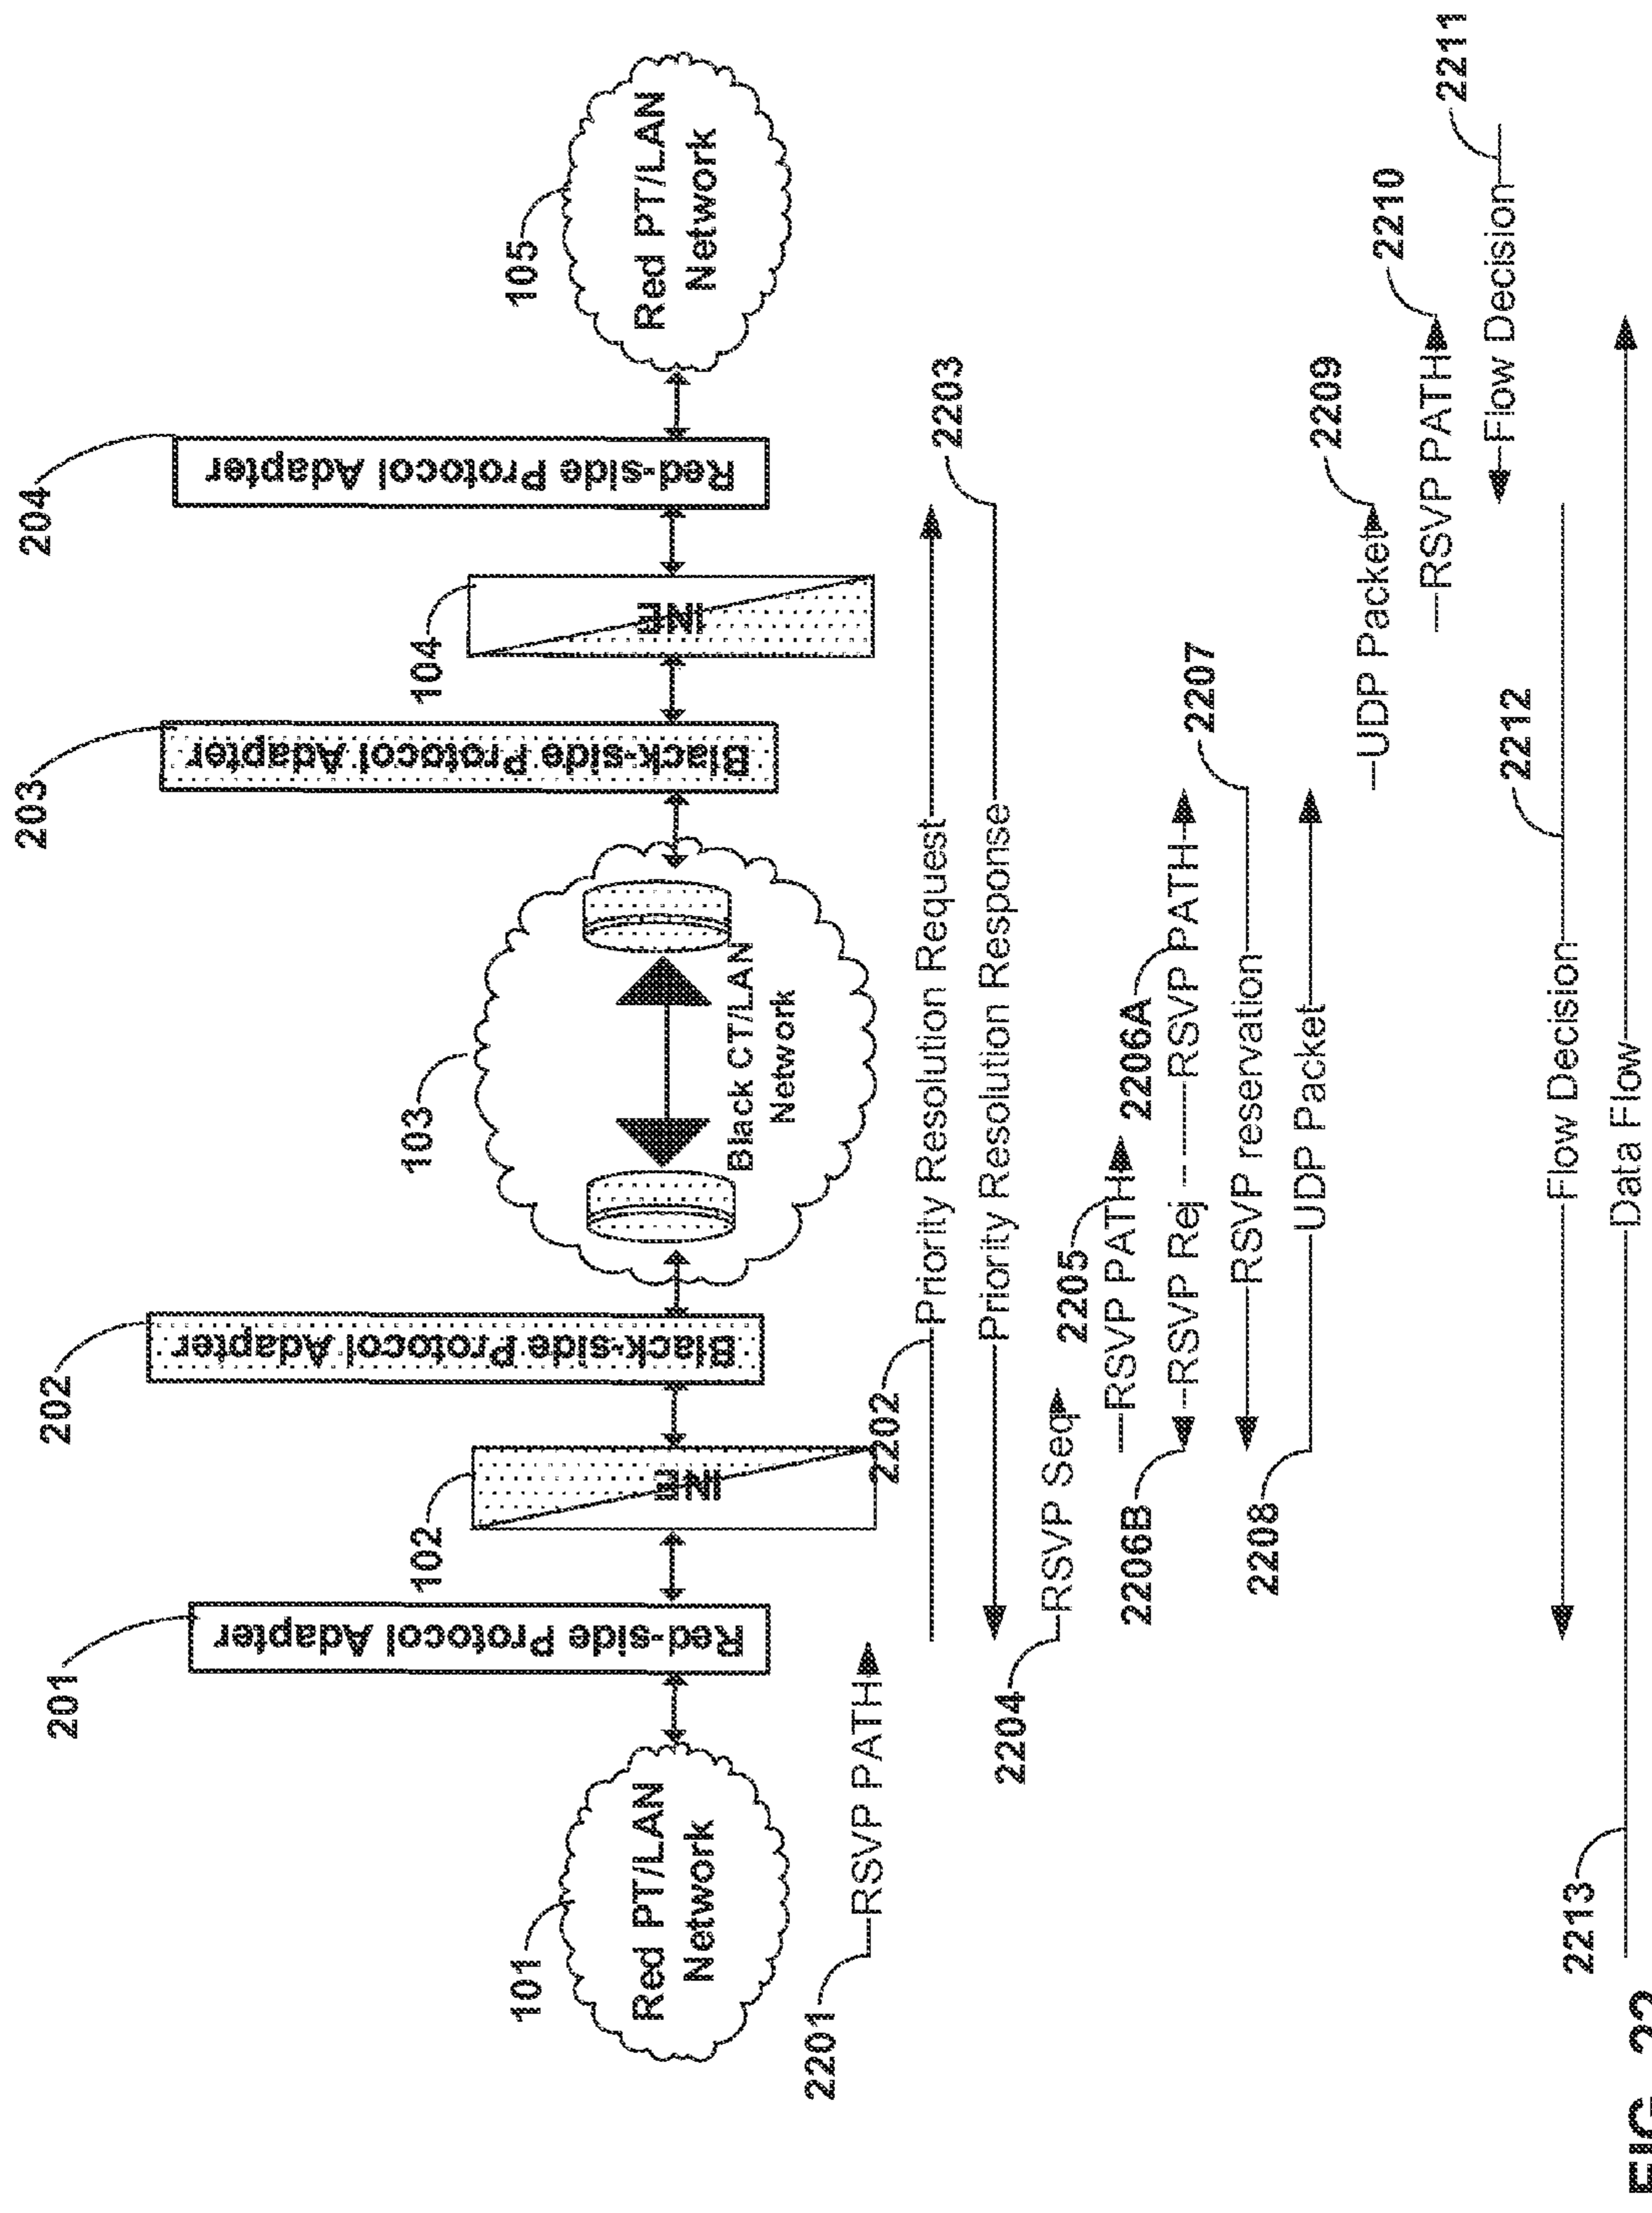 204
203
202
201
Red-side Protocol Adapter
Black-side Protocol Adapter
Black-side Protocol Adapter
Red-side Protocol Adapter
104
103
102
INE
INE
105
101
Red PT/LAN
Network
Red PT/LAN
Network
Black CT/LAN
Network
2201
RSVP PATH
2202
Priority Resolution Request
2203
Priority Resolution Response
2204
RSVP Seq
2205
RSVP PATH
2206A
2206B
RSVP Rej
RSVP PATH
2207
RSVP reservation
2208
UDP Packet
2209
UDP Packet
2210
RSVP PATH
2211
Flow Decision
2212
Flow Decision
2213
Data Flow
FIG. 22